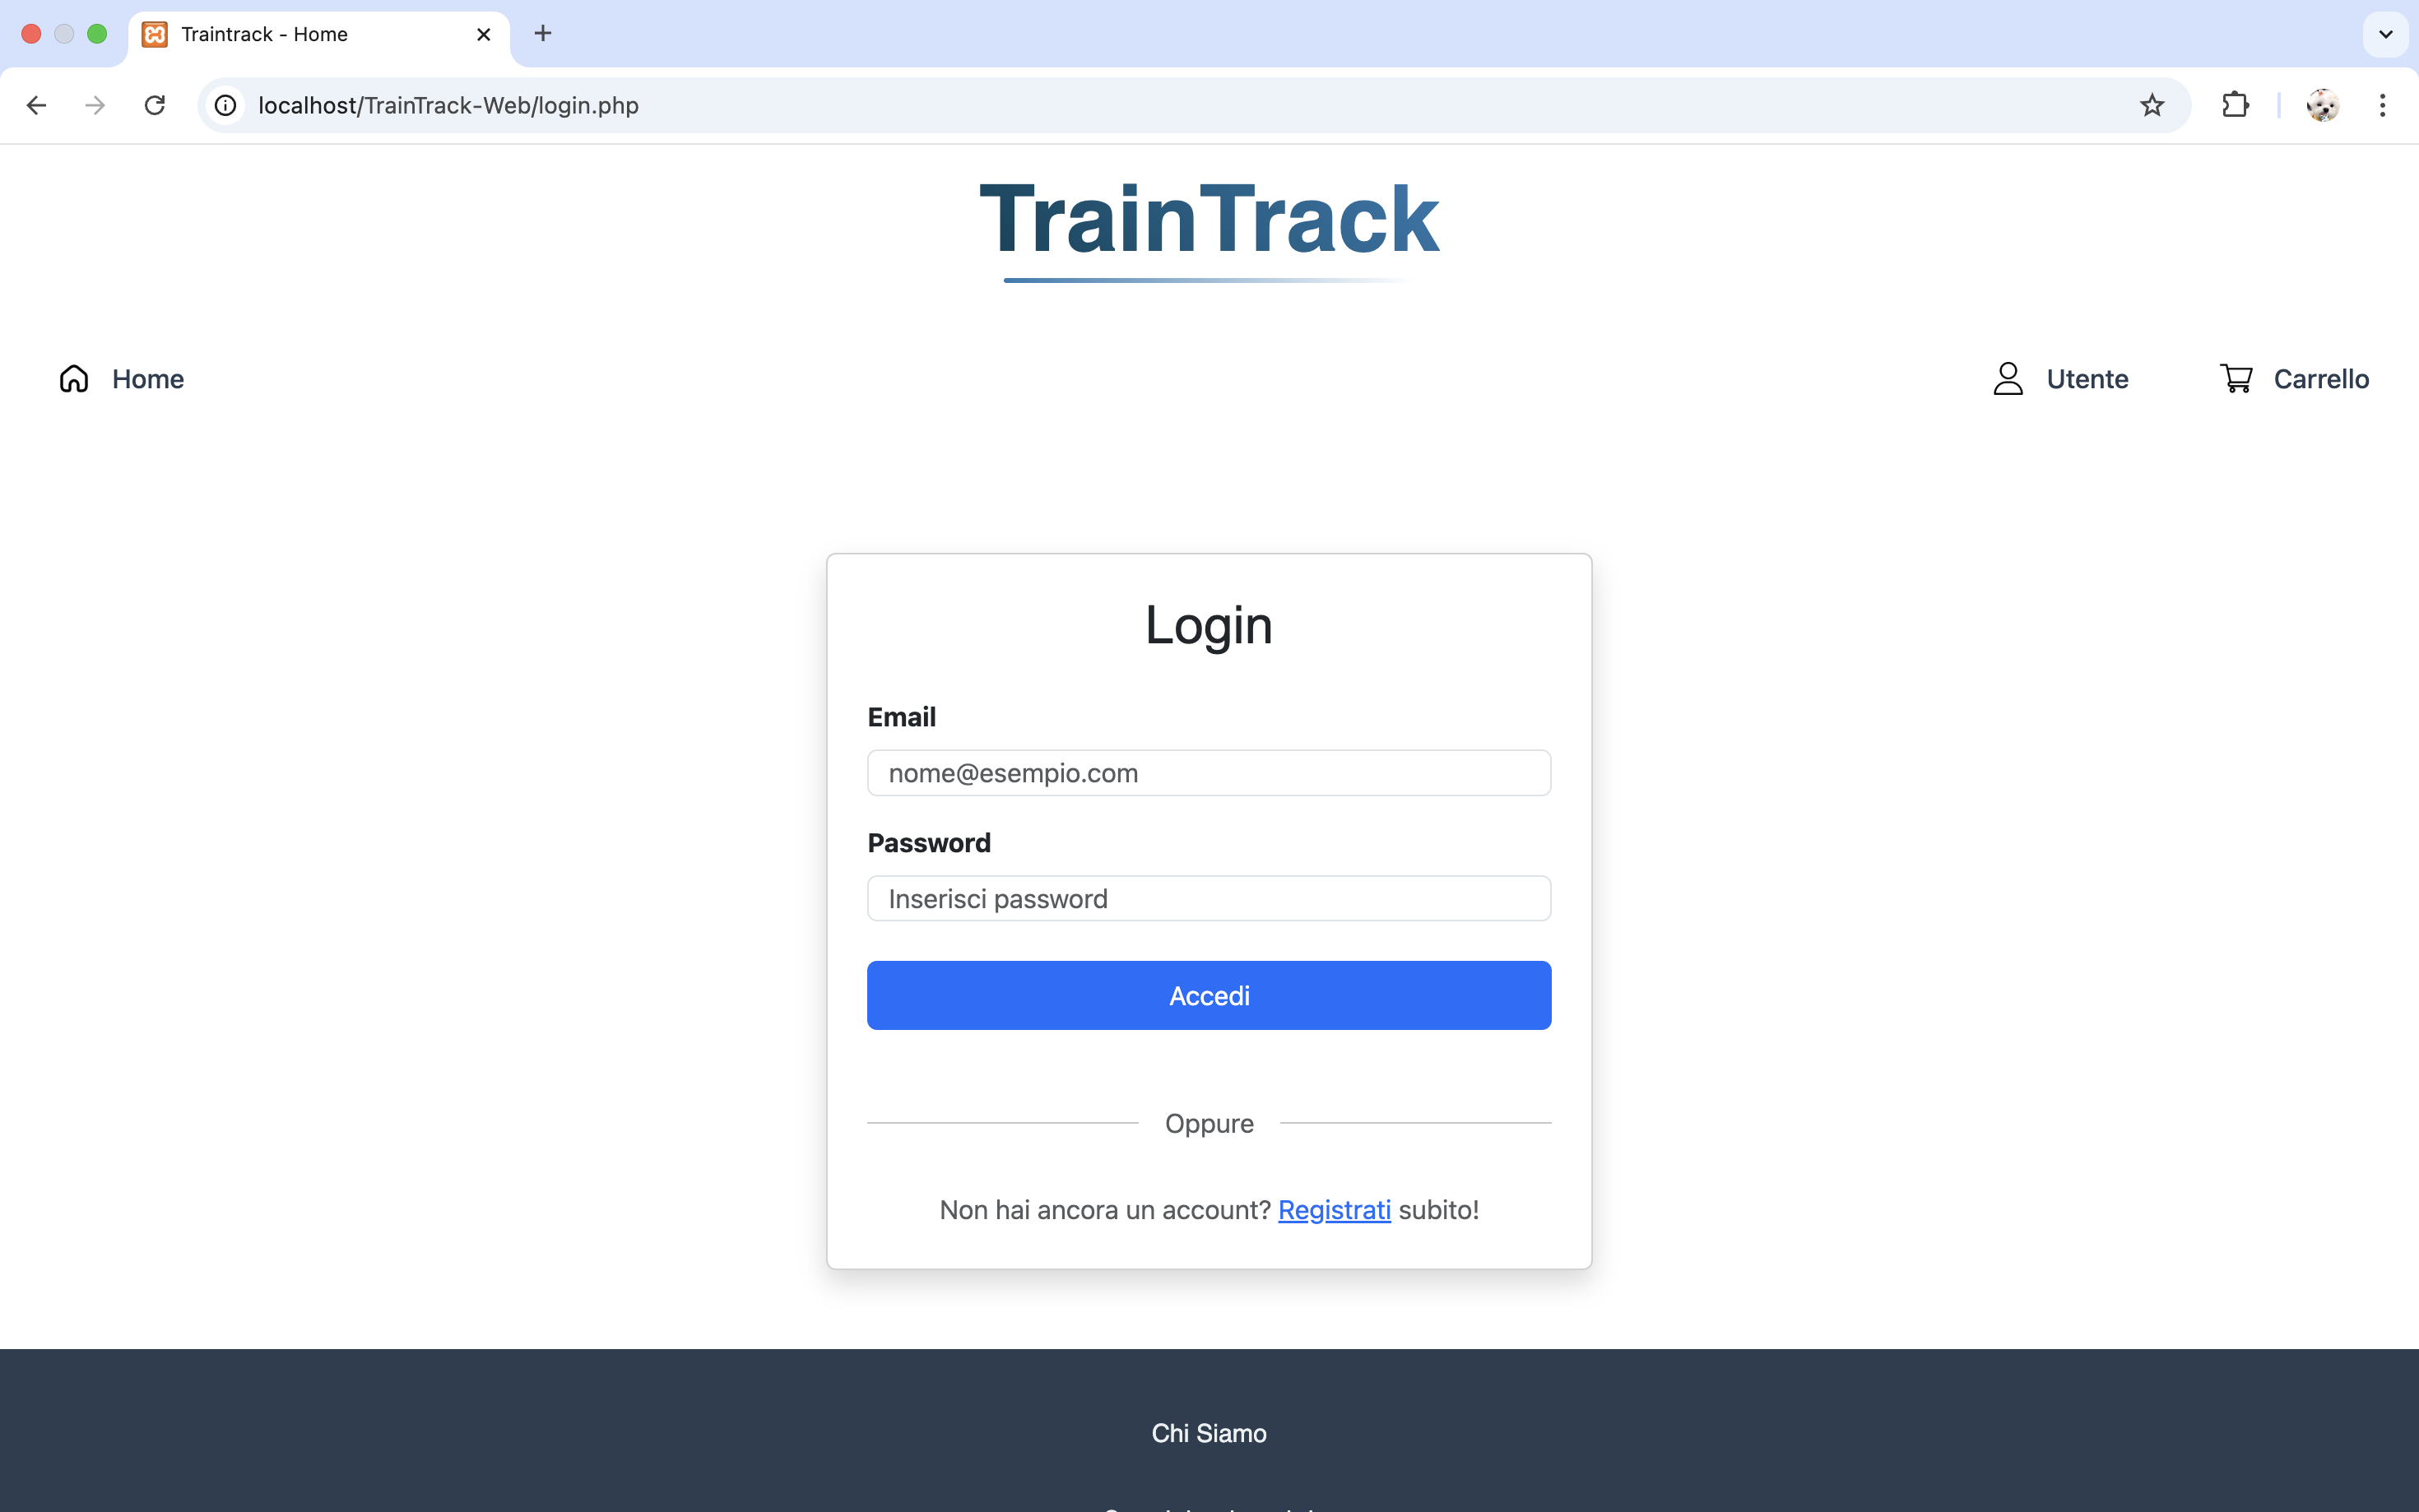 Traintrack - Home
localhost/TrainTrack-Web/login.php
TrainTrack
Home
Utente
Carrello
Login
Email
nome@esempio.com
Password
Inserisci password
Accedi
Oppure
Non hai ancora un account? Registrati subito!
Chi Siamo